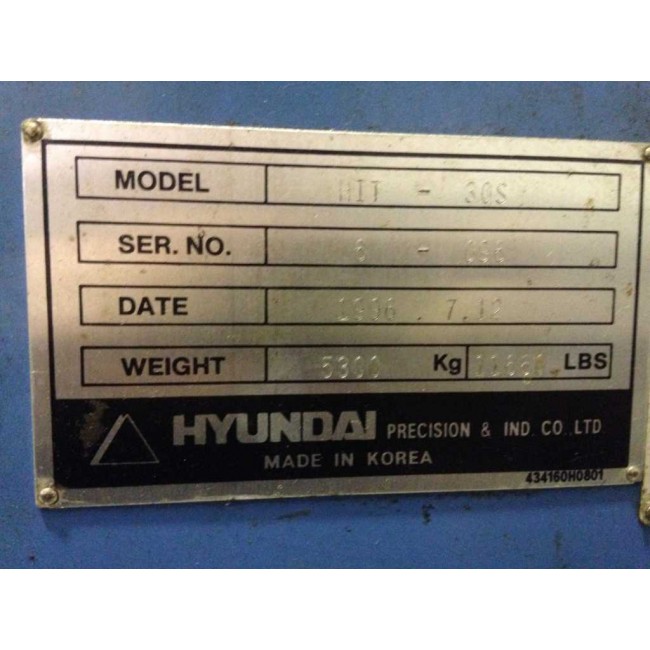 MODEL HIT - 30S
SER. NO. 6 - 096
DATE 1996 . 7.12
WEIGHT 5300 Kg LBS
HYUNDAI PRECISION & IND. CO.,LTD
MADE IN KOREA
434160H0801